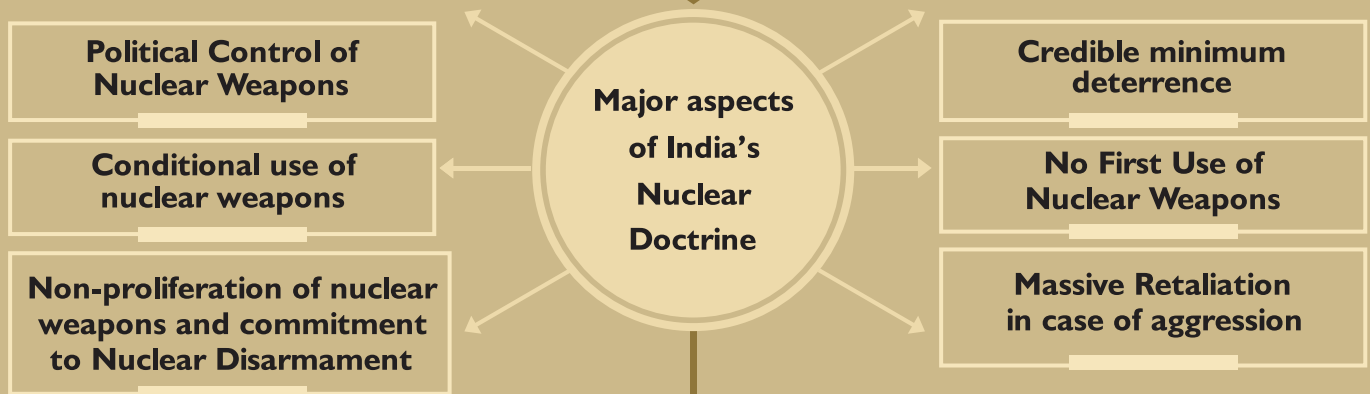 Political Control of
Nuclear Weapons
Conditional use of
nuclear weapons
Non-proliferation of nuclear
weapons and commitment
to Nuclear Disarmament
Major aspects
of India’s
Nuclear
Doctrine
Credible minimum
deterrence
No First Use of
Nuclear Weapons
Massive Retaliation
in case of aggression